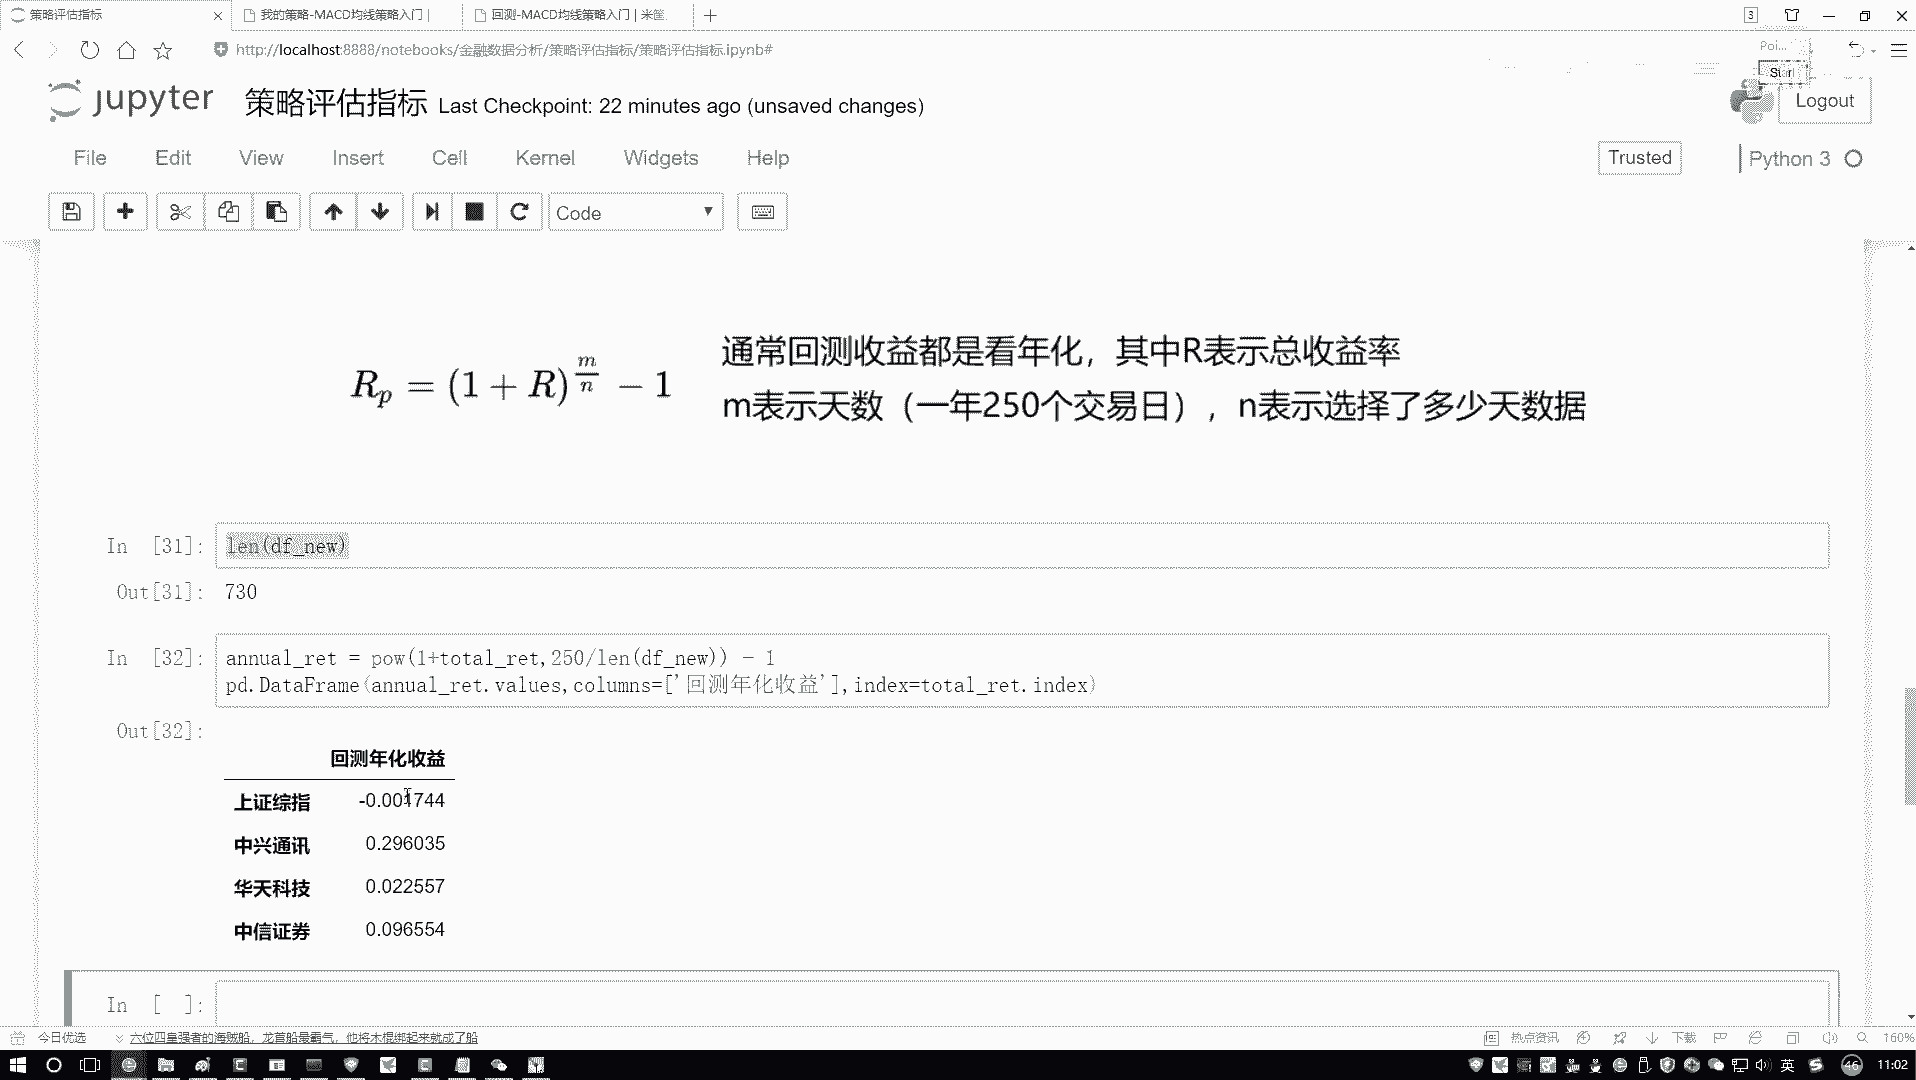 策略评估指标
我的策略-MACD均线策略入门 |
回测-MACD均线策略入门 | 米筐
3
http://localhost:8888/notebooks/金融数据分析/策略评估指标/策略评估指标.ipynb#
Poi...
Start
jupyter 策略评估指标 Last Checkpoint: 22 minutes ago (unsaved changes)
Logout
File Edit View Insert Cell Kernel Widgets Help
Trusted
Python 3
Code
R_p = (1 + R)^{m/n} − 1
通常回测收益都是看年化，其中R表示总收益率
m表示天数（一年250个交易日），n表示选择了多少天数据
In [31]: len(df_new)
Out[31]: 730
In [32]: annual_ret = pow(1+total_ret,250/len(df_new)) - 1
pd.DataFrame(annual_ret.values,columns=['回测年化收益'],index=total_ret.index)
Out[32]:
回测年化收益
上证综指 -0.001744
中兴通讯 0.296035
华天科技 0.022557
中信证券 0.096554
In [ ]:
今日优选 六位四皇强者的海贼船，龙首船最霸气，他将木棍绑起来就成了船
热点资讯 下载 160%
英 46 11:02